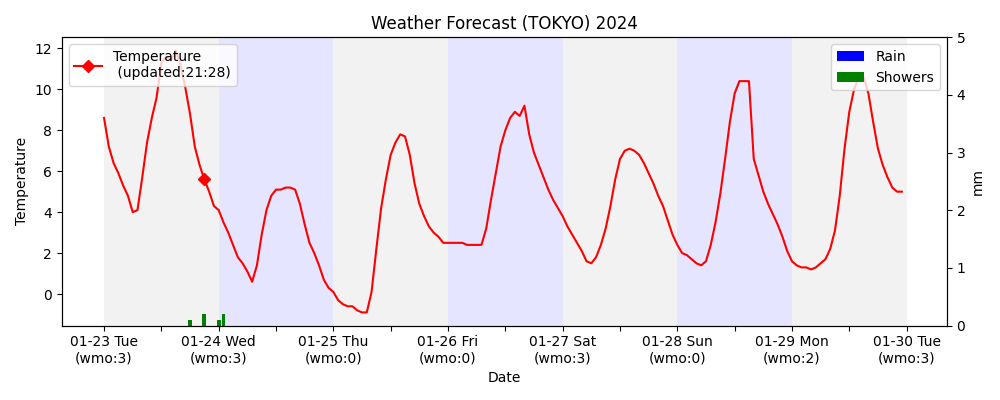 Weather Forecast (TOKYO) 2024
Temperature
(updated:21:28)
Rain
Showers
12
10
8
6
4
2
0
Temperature
5
4
3
2
1
0
mm
01-23 Tue 01-24 Wed 01-25 Thu 01-26 Fri 01-27 Sat 01-28 Sun 01-29 Mon 01-30 Tue
(wmo:3) (wmo:3) (wmo:0) (wmo:0) (wmo:3) (wmo:0) (wmo:2) (wmo:3)
Date